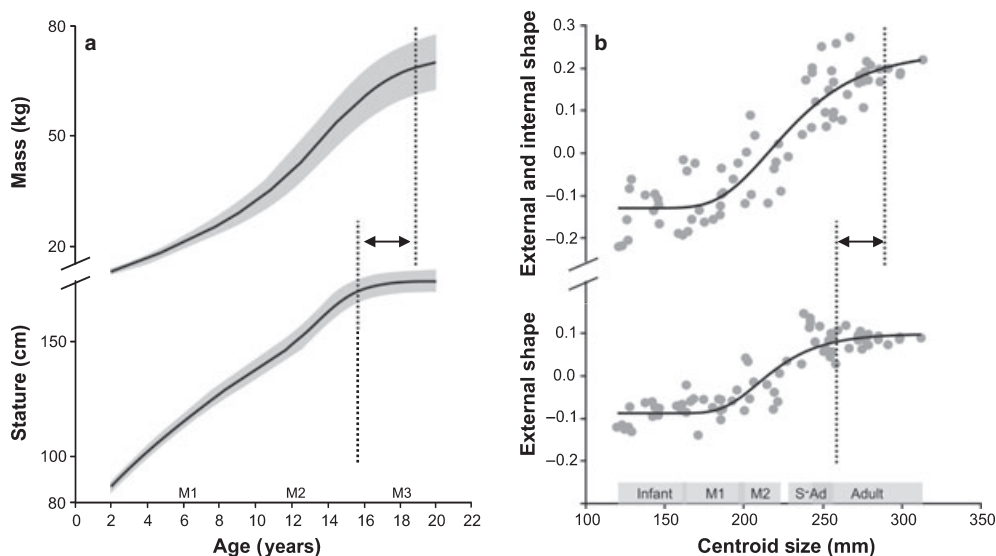 a
Mass (kg)
80
50
20
Stature (cm)
150
100
80
M1 M2 M3
0 2 4 6 8 10 12 14 16 18 20 22
Age (years)
b
External and internal shape
0.3
0.2
0.1
0.0
−0.1
−0.2
External shape
0.1
0.0
−0.1
−0.2
Infant M1 M2 S-Ad Adult
100 150 200 250 300 350
Centroid size (mm)